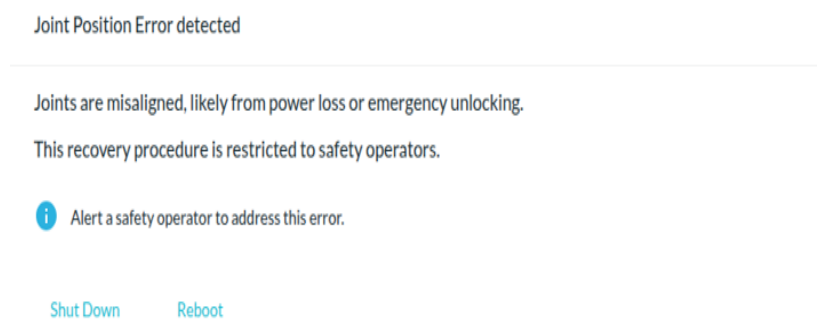 Joint Position Error detected
Joints are misaligned, likely from power loss or emergency unlocking.
This recovery procedure is restricted to safety operators.
i Alert a safety operator to address this error.
Shut Down Reboot